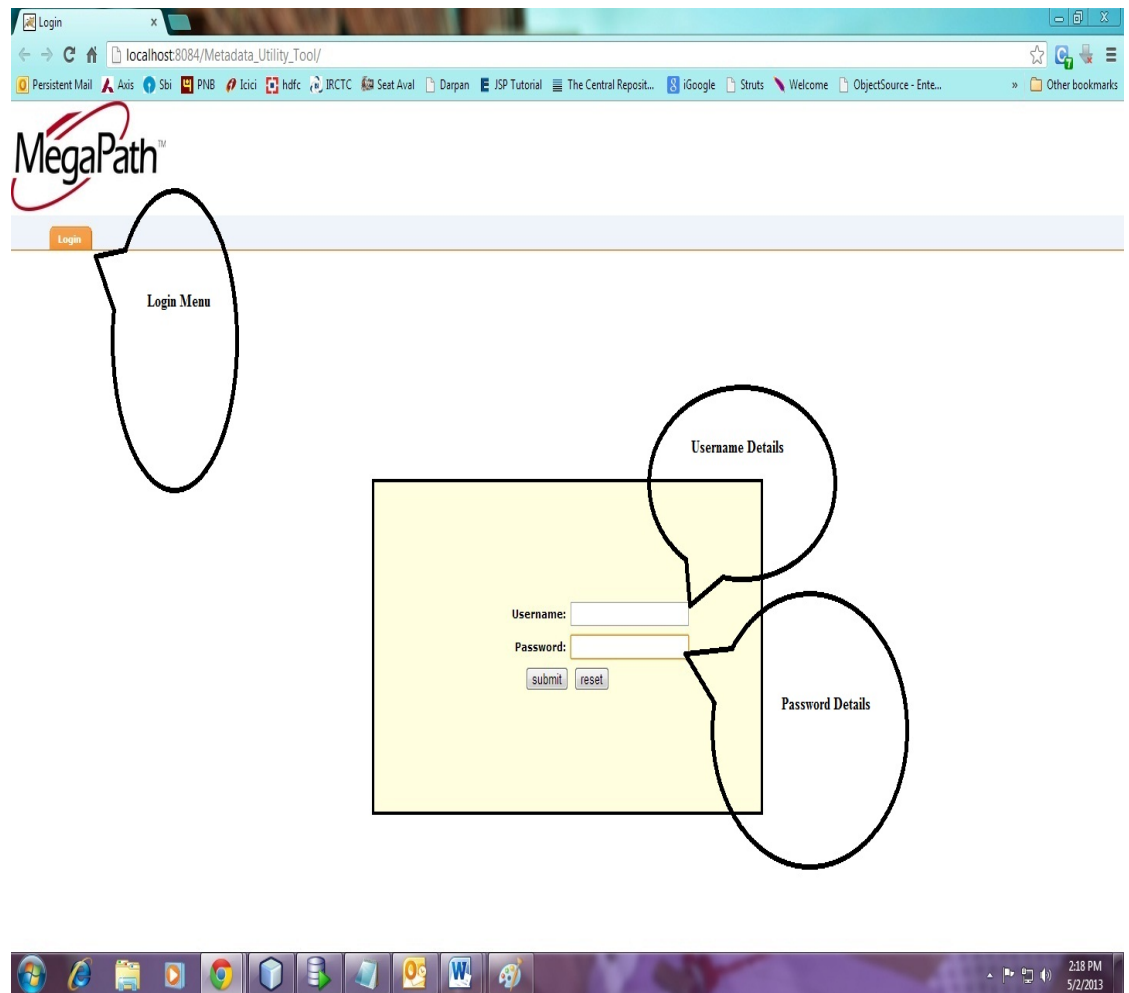 Login
localhost:8084/Metadata_Utility_Tool/
Persistent Mail Axis Sbi PNB Icici hdfc IRCTC Seat Aval Darpan JSP Tutorial The Central Reposit... iGoogle Struts Welcome ObjectSource - Ente... » Other bookmarks
MegaPath™
Login
Login Menu
Username Details
Username:
Password:
submit reset
Password Details
2:18 PM
5/2/2013